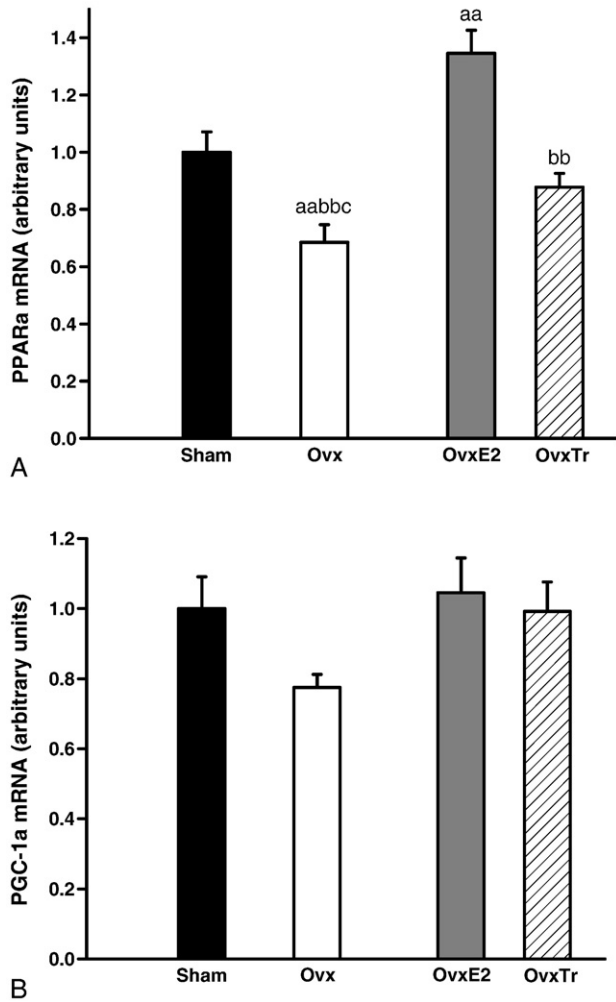 PPARa mRNA (arbitrary units)
1.4
1.2
1.0
0.8
0.6
0.4
0.2
0.0
aabbc
aa
bb
Sham Ovx OvxE2 OvxTr
A
PGC-1a mRNA (arbitrary units)
1.2
1.0
0.8
0.6
0.4
0.2
0.0
Sham Ovx OvxE2 OvxTr
B